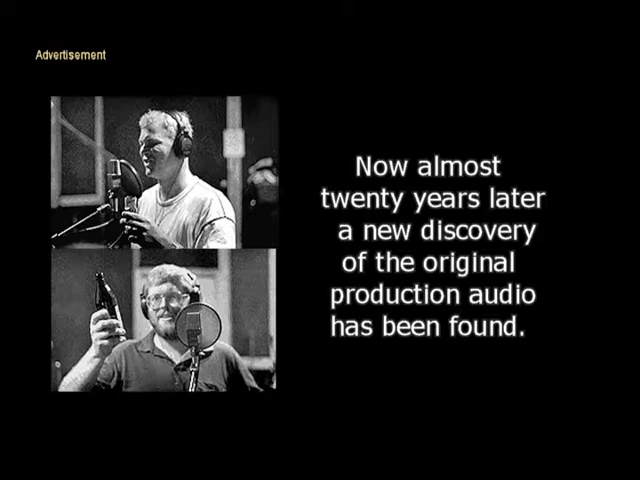 Advertisement
Now almost
twenty years later
a new discovery
of the original
production audio
has been found.